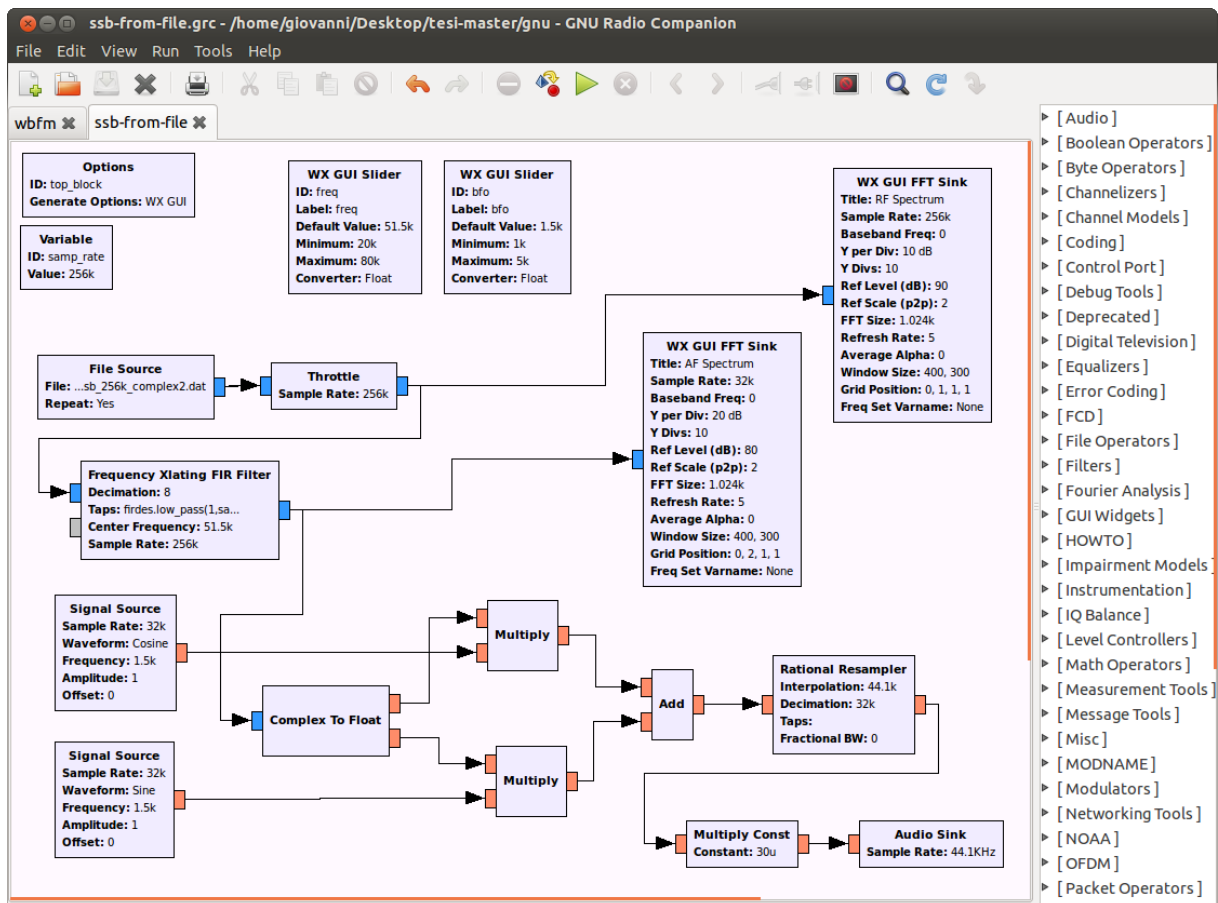 ssb-from-file.grc - /home/giovanni/Desktop/tesi-master/gnu - GNU Radio Companion
File Edit View Run Tools Help
wbfm
ssb-from-file
Options
ID: top_block
Generate Options: WX GUI
Variable
ID: samp_rate
Value: 256k
WX GUI Slider
ID: freq
Label: freq
Default Value: 51.5k
Minimum: 20k
Maximum: 80k
Converter: Float
WX GUI Slider
ID: bfo
Label: bfo
Default Value: 1.5k
Minimum: 1k
Maximum: 5k
Converter: Float
WX GUI FFT Sink
Title: RF Spectrum
Sample Rate: 256k
Baseband Freq: 0
Y per Div: 10 dB
Y Divs: 10
Ref Level (dB): 90
Ref Scale (p2p): 2
FFT Size: 1.024k
Refresh Rate: 5
Average Alpha: 0
Window Size: 400, 300
Grid Position: 0, 1, 1, 1
Freq Set Varname: None
File Source
File: ...sb_256k_complex2.dat
Repeat: Yes
Throttle
Sample Rate: 256k
WX GUI FFT Sink
Title: AF Spectrum
Sample Rate: 32k
Baseband Freq: 0
Y per Div: 20 dB
Y Divs: 10
Ref Level (dB): 80
Ref Scale (p2p): 2
FFT Size: 1.024k
Refresh Rate: 5
Average Alpha: 0
Window Size: 400, 300
Grid Position: 0, 2, 1, 1
Freq Set Varname: None
Frequency Xlating FIR Filter
Decimation: 8
Taps: firdes.low_pass(1,sa...
Center Frequency: 51.5k
Sample Rate: 256k
Signal Source
Sample Rate: 32k
Waveform: Cosine
Frequency: 1.5k
Amplitude: 1
Offset: 0
Multiply
Complex To Float
Add
Rational Resampler
Interpolation: 44.1k
Decimation: 32k
Taps:
Fractional BW: 0
Signal Source
Sample Rate: 32k
Waveform: Sine
Frequency: 1.5k
Amplitude: 1
Offset: 0
Multiply
Multiply Const
Constant: 30u
Audio Sink
Sample Rate: 44.1KHz
[ Audio ]
[ Boolean Operators ]
[ Byte Operators ]
[ Channelizers ]
[ Channel Models ]
[ Coding ]
[ Control Port ]
[ Debug Tools ]
[ Deprecated ]
[ Digital Television ]
[ Equalizers ]
[ Error Coding ]
[ FCD ]
[ File Operators ]
[ Filters ]
[ Fourier Analysis ]
[ GUI Widgets ]
[ HOWTO ]
[ Impairment Models ]
[ Instrumentation ]
[ IQ Balance ]
[ Level Controllers ]
[ Math Operators ]
[ Measurement Tools ]
[ Message Tools ]
[ Misc ]
[ MODNAME ]
[ Modulators ]
[ Networking Tools ]
[ NOAA ]
[ OFDM ]
[ Packet Operators ]